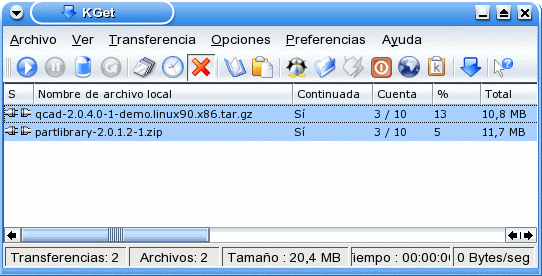 KGet
Archivo Ver Transferencia Opciones Preferencias Ayuda
S Nombre de archivo local Continuada Cuenta % Total
qcad-2.0.4.0-1-demo.linux90.x86.tar.gz Sí 3 / 10 13 10,8 MB
partlibrary-2.0.1.2-1.zip Sí 3 / 10 5 11,7 MB
Transferencias: 2 Archivos: 2 Tamaño : 20,4 MB iempo : 00:00:0 0 Bytes/seg